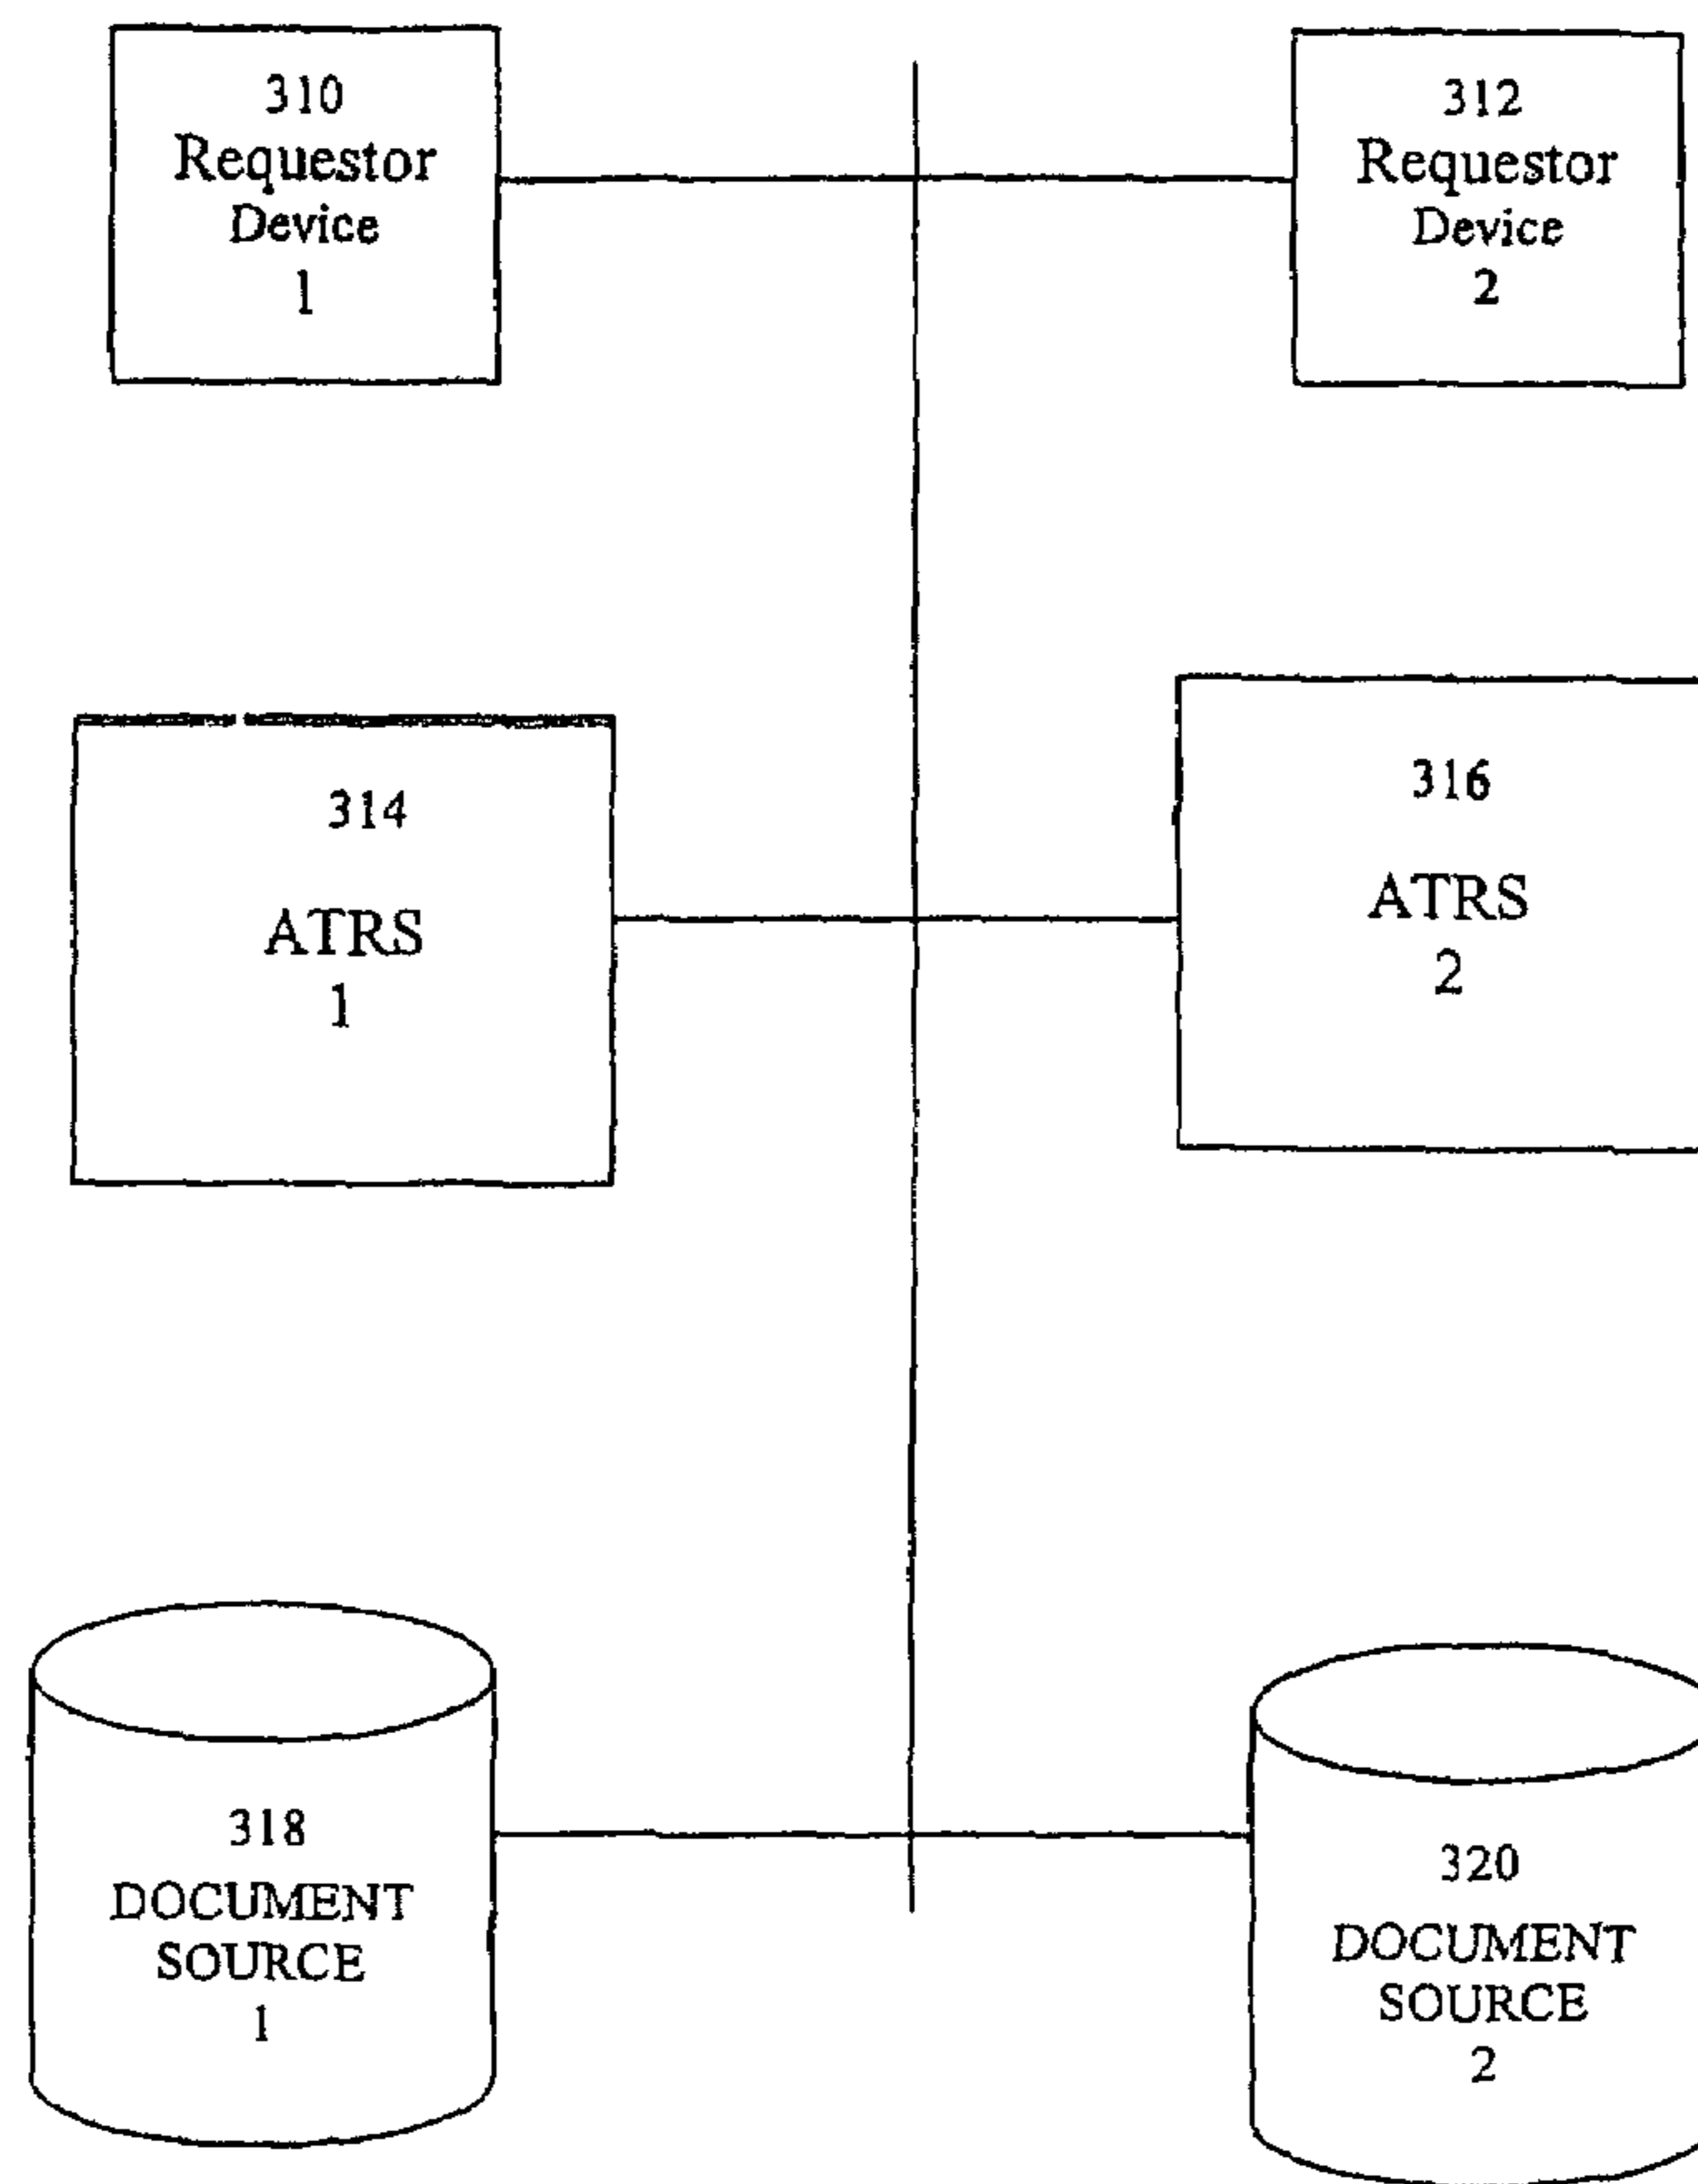 310
Requestor
Device
1
312
Requestor
Device
2
314
ATRS
1
316
ATRS
2
318
DOCUMENT
SOURCE
1
320
DOCUMENT
SOURCE
2